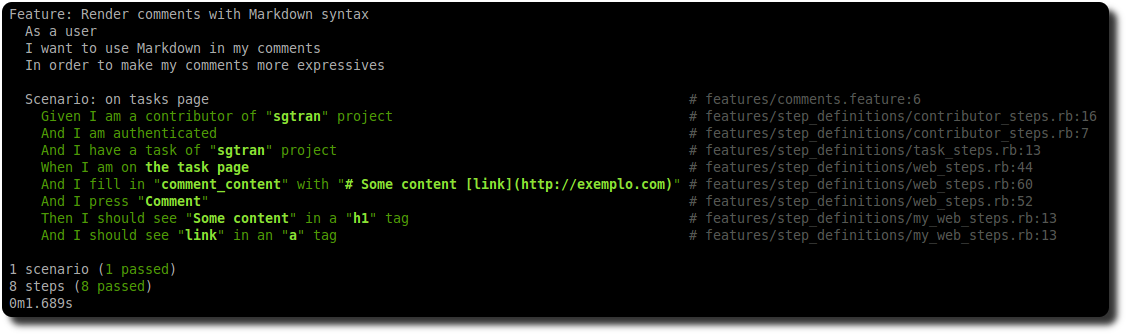 Feature: Render comments with Markdown syntax
As a user
I want to use Markdown in my comments
In order to make my comments more expressives
Scenario: on tasks page # features/comments.feature:6
Given I am a contributor of "sgtran" project # features/step_definitions/contributor_steps.rb:16
And I am authenticated # features/step_definitions/contributor_steps.rb:7
And I have a task of "sgtran" project # features/step_definitions/task_steps.rb:13
When I am on the task page # features/step_definitions/web_steps.rb:44
And I fill in "comment_content" with "# Some content [link](http://exemplo.com)" # features/step_definitions/web_steps.rb:60
And I press "Comment" # features/step_definitions/web_steps.rb:52
Then I should see "Some content" in a "h1" tag # features/step_definitions/my_web_steps.rb:13
And I should see "link" in an "a" tag # features/step_definitions/my_web_steps.rb:13
1 scenario (1 passed)
8 steps (8 passed)
0m1.689s